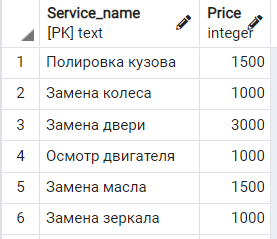 Service_name Price
[PK] text integer
1 Полировка кузова 1500
2 Замена колеса 1000
3 Замена двери 3000
4 Осмотр двигателя 1000
5 Замена масла 1500
6 Замена зеркала 1000